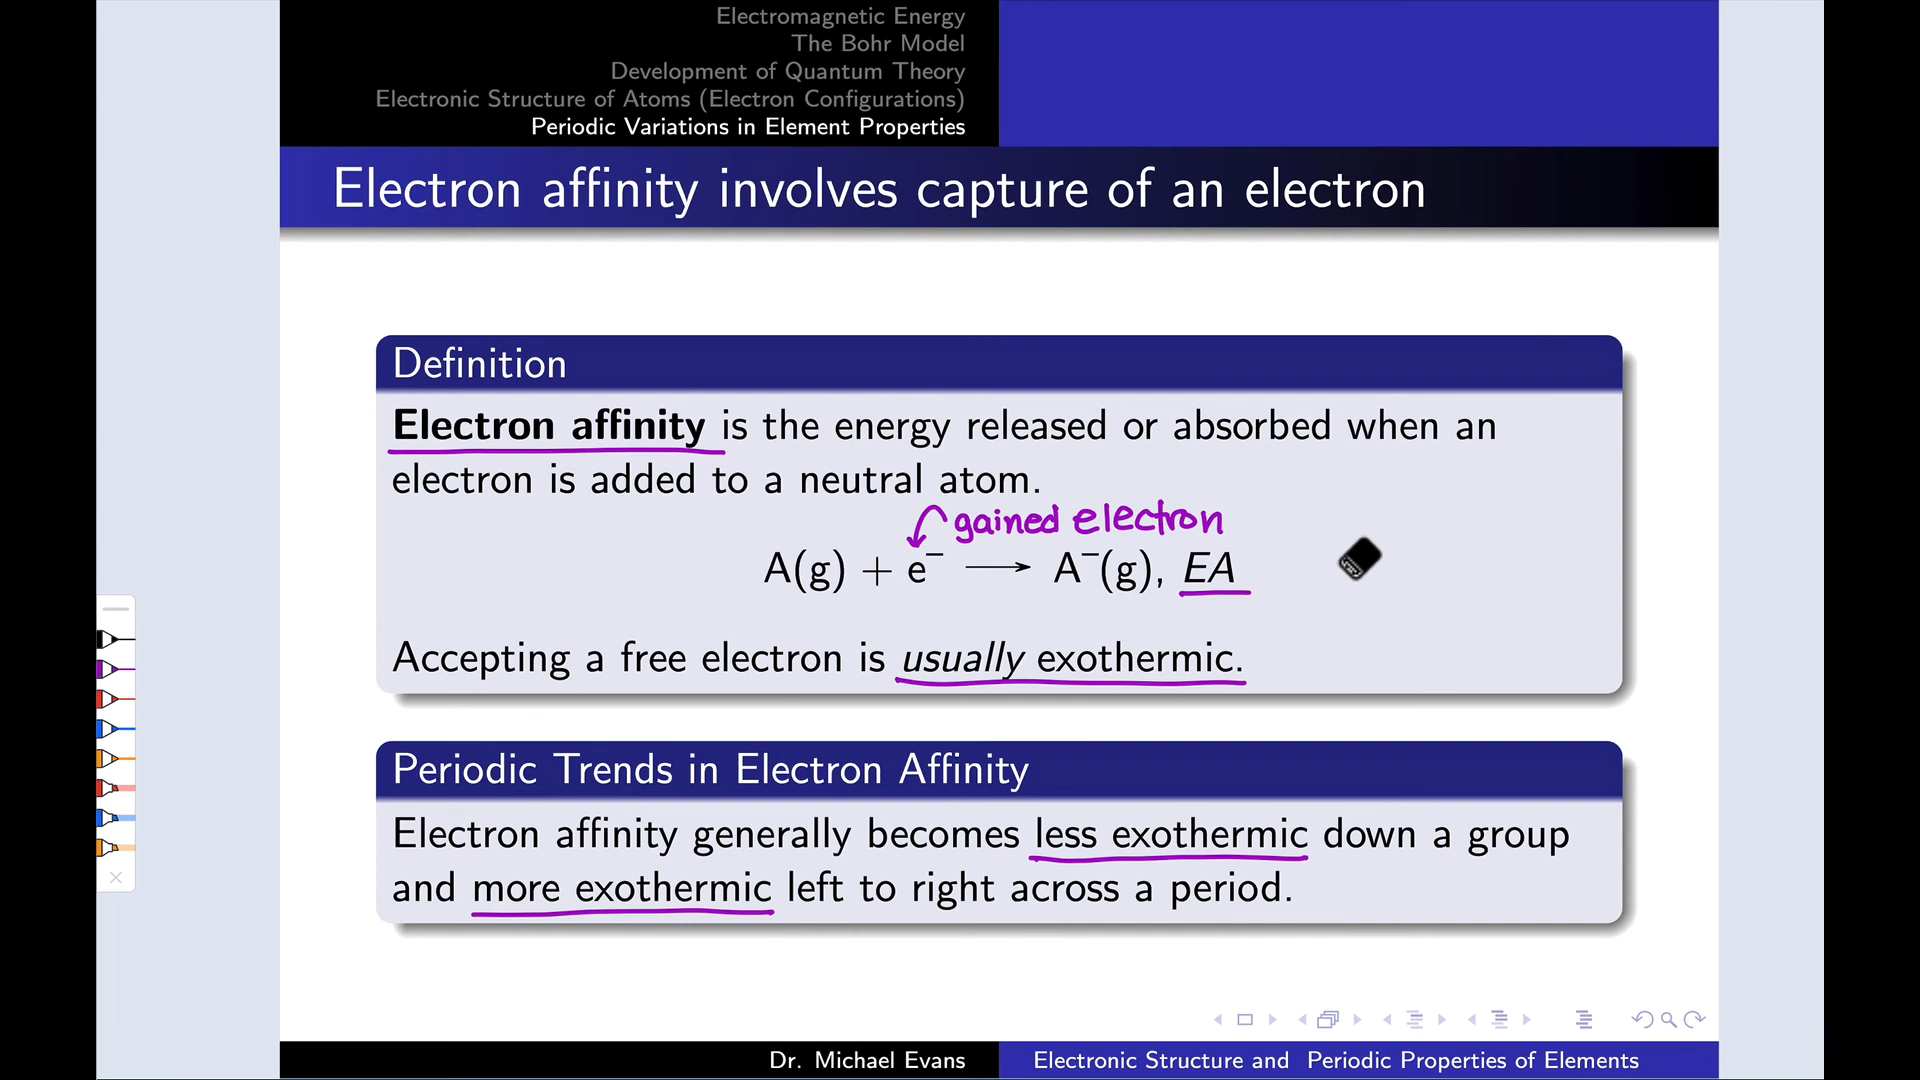 Electromagnetic Energy
The Bohr Model
Development of Quantum Theory
Electronic Structure of Atoms (Electron Configurations)
Periodic Variations in Element Properties
Electron affinity involves capture of an electron
Definition
Electron affinity is the energy released or absorbed when an
electron is added to a neutral atom.
gained electron
A(g) + e⁻ ⟶ A⁻(g), EA
Accepting a free electron is usually exothermic.
Periodic Trends in Electron Affinity
Electron affinity generally becomes less exothermic down a group
and more exothermic left to right across a period.
Dr. Michael Evans
Electronic Structure and Periodic Properties of Elements